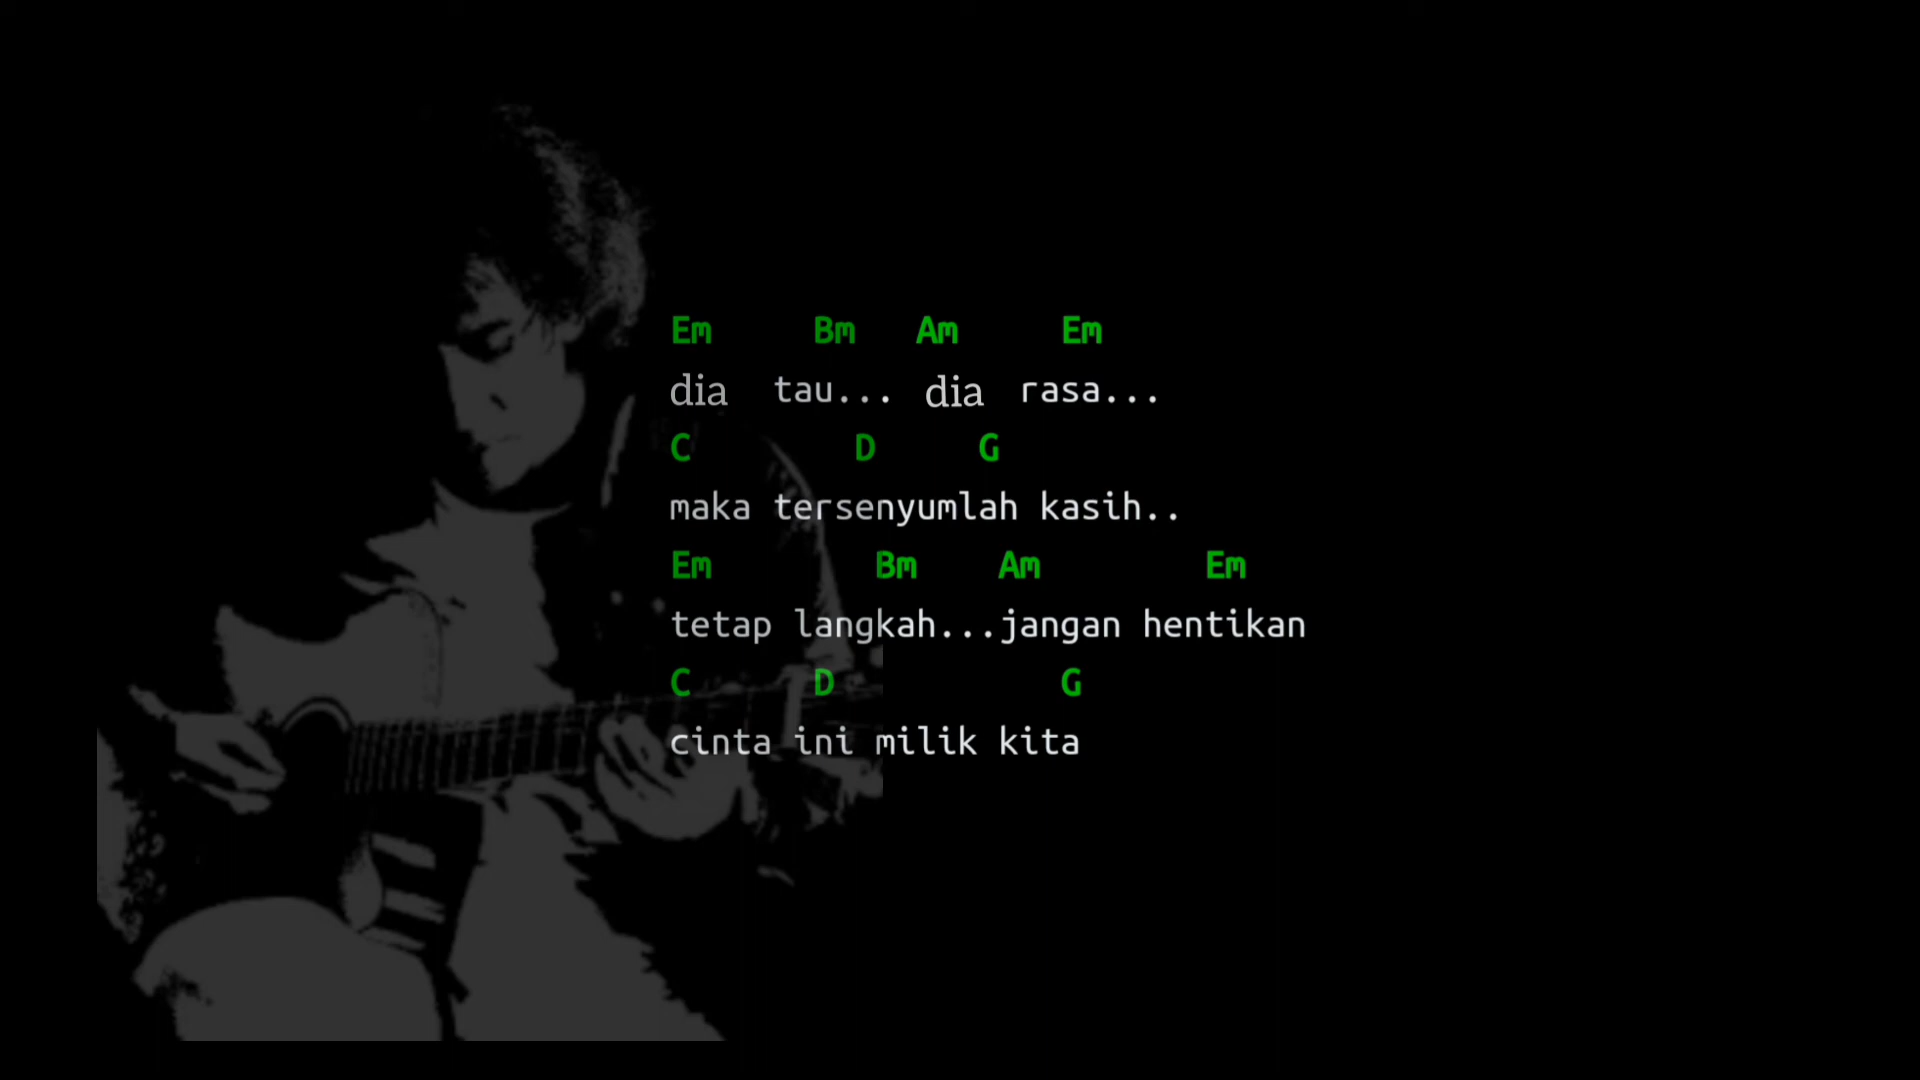 Em Bm Am Em
dia tau... dia rasa...
C D G
maka tersenyumlah kasih..
Em Bm Am Em
tetap langkah...jangan hentikan
C D G
cinta ini milik kita